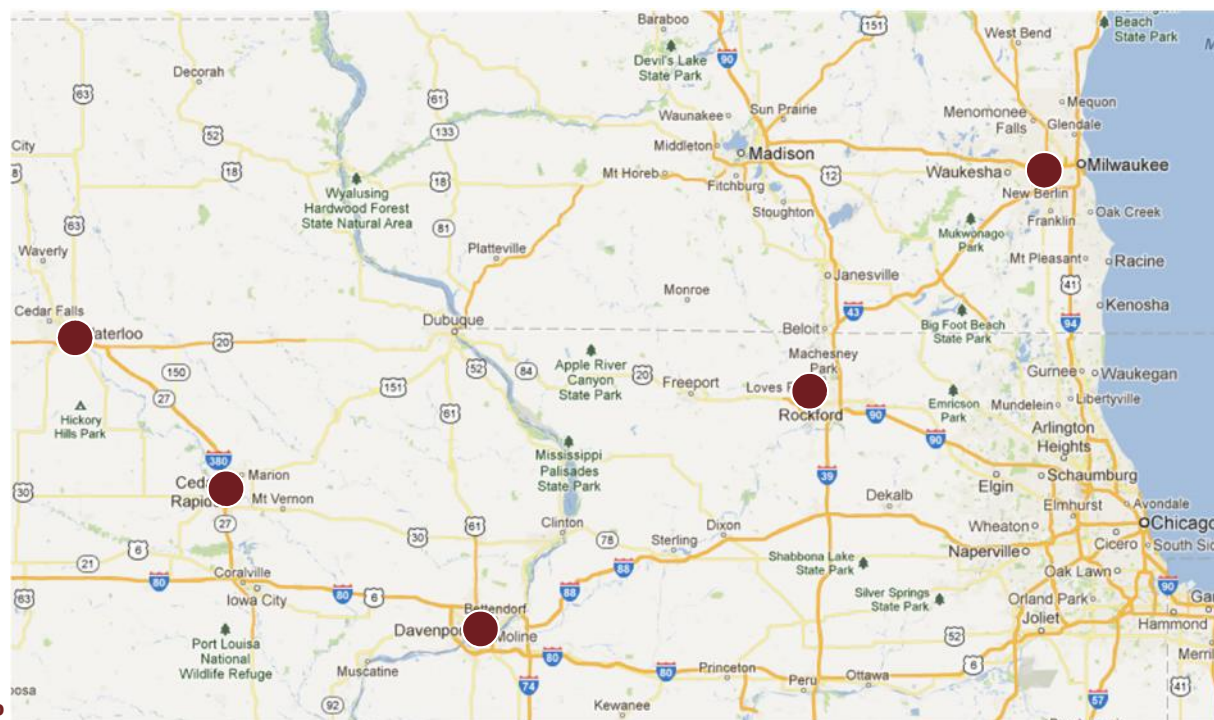 Baraboo
151
West Bend
Beach
State Park
Devil's Lake
State Park
90
Decorah
63
61
Mequon
Sun Prairie
Waunakee
Menomonee
Falls
Glendale
52
133
City
Middleton
Madison
Milwaukee
18
18
Mt Horeb
Waukesha
Fitchburg
12
Wyalusing
Hardwood Forest
State Natural Area
New Berlin
Stoughton
Franklin
Oak Creek
63
81
Mukwonago
Park
Waverly
Platteville
Mt Pleasant
Racine
Janesville
41
Monroe
Kenosha
Cedar Falls
Dubuque
43
Big Foot Beach
State Park
94
Beloit
20
Machesney
Park
Apple River
Canyon
State Park
52
84
20
150
Freeport
Loves
Gurnee
Waukegan
151
27
Libertyville
Emricson
Park
Mundelein
Hickory
Hills Park
61
Rockford
90
Arlington
Heights
90
Mississippi
Palisades
State Park
380
Marion
39
Schaumburg
Rapids
Elgin
30
Mt Vernon
Dekalb
Avondale
Elmhurst
27
61
Clinton
Dixon
Chicago
30
78
Wheaton
Sterling
Cicero
6
Naperville
21
88
Shabbona Lake
State Park
Oak Lawn
80
Coralville
88
90
80
6
Iowa City
Silver Springs
State Park
Orland Park
63
Bettendorf
Joliet
Hammond
Davenport
Moline
52
Port Louisa
National
Wildlife Refuge
80
6
Muscatine
80
Princeton
Ottawa
74
Peru
41
92
Kewanee
57